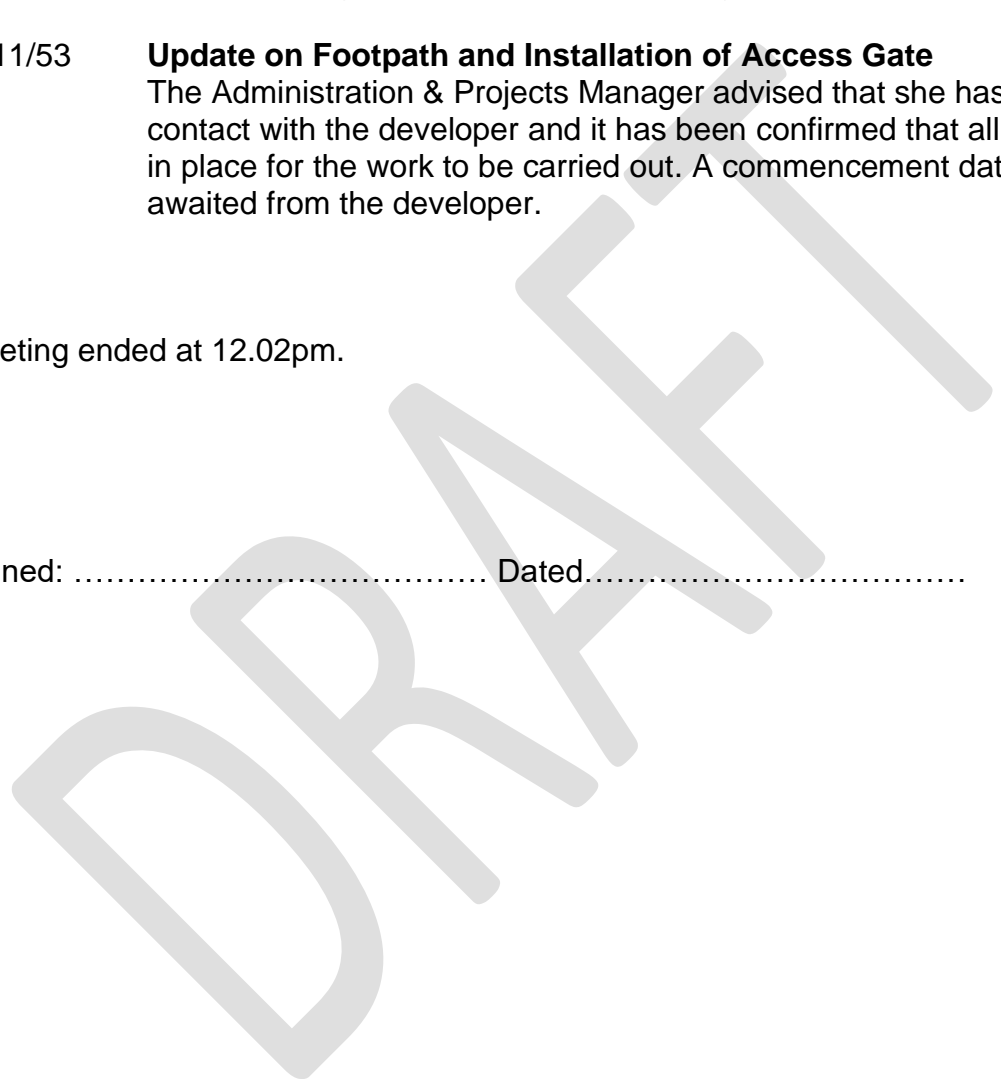 11/53 Update on Footpath and Installation of Access Gate
The Administration & Projects Manager advised that she has
contact with the developer and it has been confirmed that all
in place for the work to be carried out. A commencement dat
awaited from the developer.
eting ended at 12.02pm.
ned: ………………………………… Dated………………………………
DRAFT